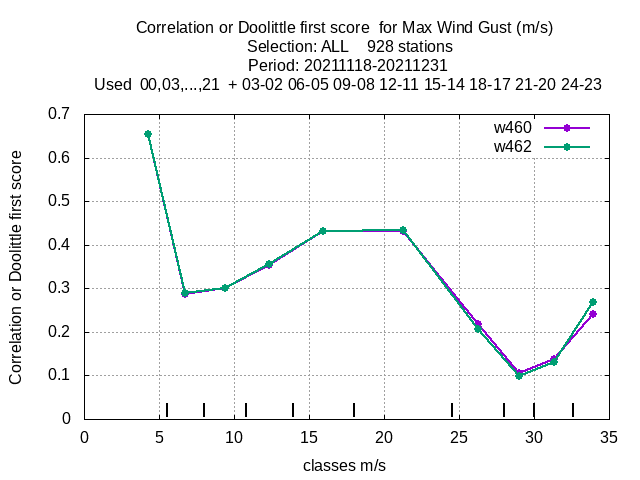 Correlation or Doolittle first score  for Max Wind Gust (m/s)
Selection: ALL    928 stations
Period: 20211118-20211231
Used  00,03,...,21  + 03-02 06-05 09-08 12-11 15-14 18-17 21-20 24-23
w460
w462
0.7
0.6
0.5
0.4
0.3
0.2
0.1
0
Correlation or Doolittle first score
0 5 10 15 20 25 30 35
classes m/s